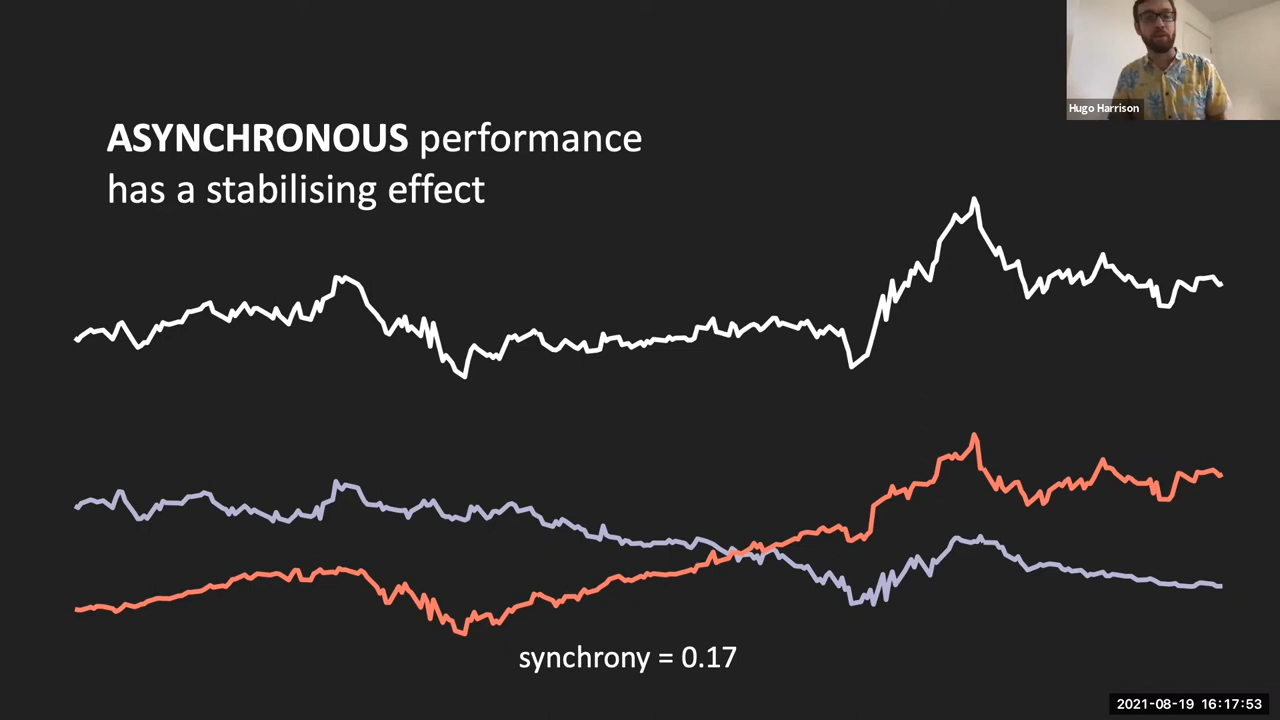 Hugo Harrison
ASYNCHRONOUS performance
has a stabilising effect
synchrony = 0.17
2021-08-19 16:17:53